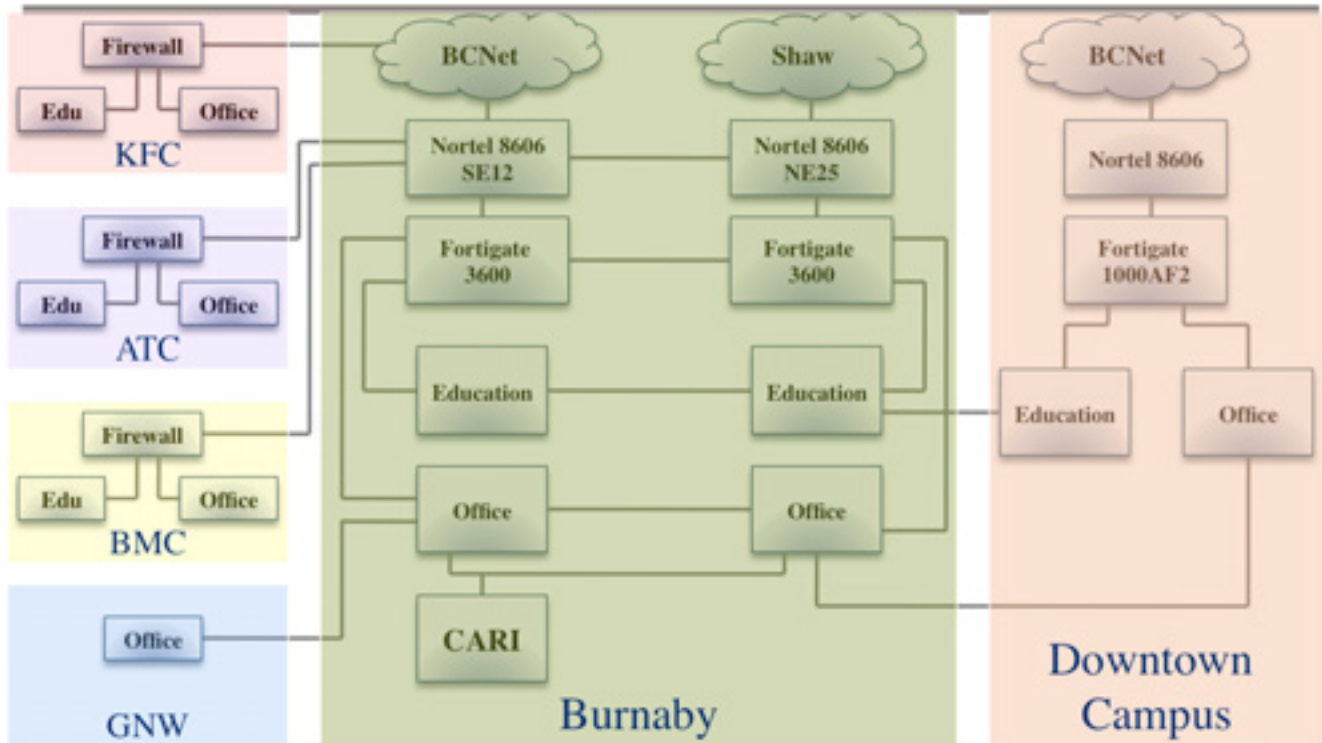 Firewall
Edu
Office
KFC
Firewall
Edu
Office
ATC
Firewall
Edu
Office
BMC
Office
GNW
BCNet
Shaw
Nortel 8606
SE12
Nortel 8606
NE25
Fortigate
3600
Fortigate
3600
Education
Education
Office
Office
CARI
Burnaby
BCNet
Nortel 8606
Fortigate
1000AF2
Education
Office
Downtown
Campus